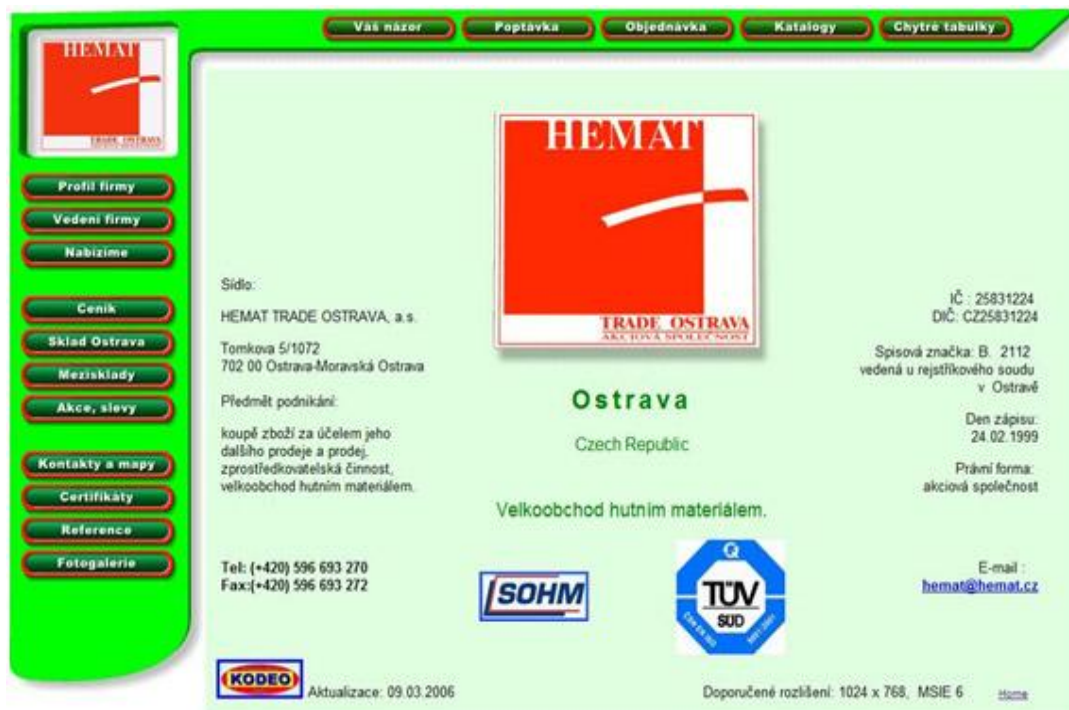 Váš názor
Poptávka
Objednávka
Katalogy
Chytré tabulky
HEMAT
TRADE OSTRAVA
Profil firmy
Vedení firmy
Nabízíme
Ceník
Sklad Ostrava
Mezisklady
Akce, slevy
Kontakty a mapy
Certifikáty
Reference
Fotogalerie
HEMAT
TRADE OSTRAVA
AKCIOVÁ SPOLEČNOST
Sídlo:
HEMAT TRADE OSTRAVA, a.s.
Tomkova 5/1072
702 00 Ostrava-Moravská Ostrava
Předmět podnikání:
koupě zboží za účelem jeho
dalšího prodeje a prodej,
zprostředkovatelská činnost,
velkoobchod hutním materiálem.
Tel: (+420) 596 693 270
Fax:(+420) 596 693 272
Ostrava
Czech Republic
Velkoobchod hutním materiálem.
SOHM
Q
TÜV
SÜD
ČSN EN ISO
9001:2001
IČ : 25831224
DIČ: CZ25831224
Spisová značka: B. 2112
vedená u rejstříkového soudu
v Ostravě
Den zápisu:
24.02.1999
Právní forma:
akciová společnost
E-mail :
hemat@hemat.cz
KODEO
Aktualizace: 09.03.2006
Doporučené rozlišení: 1024 x 768, MSIE 6
Home